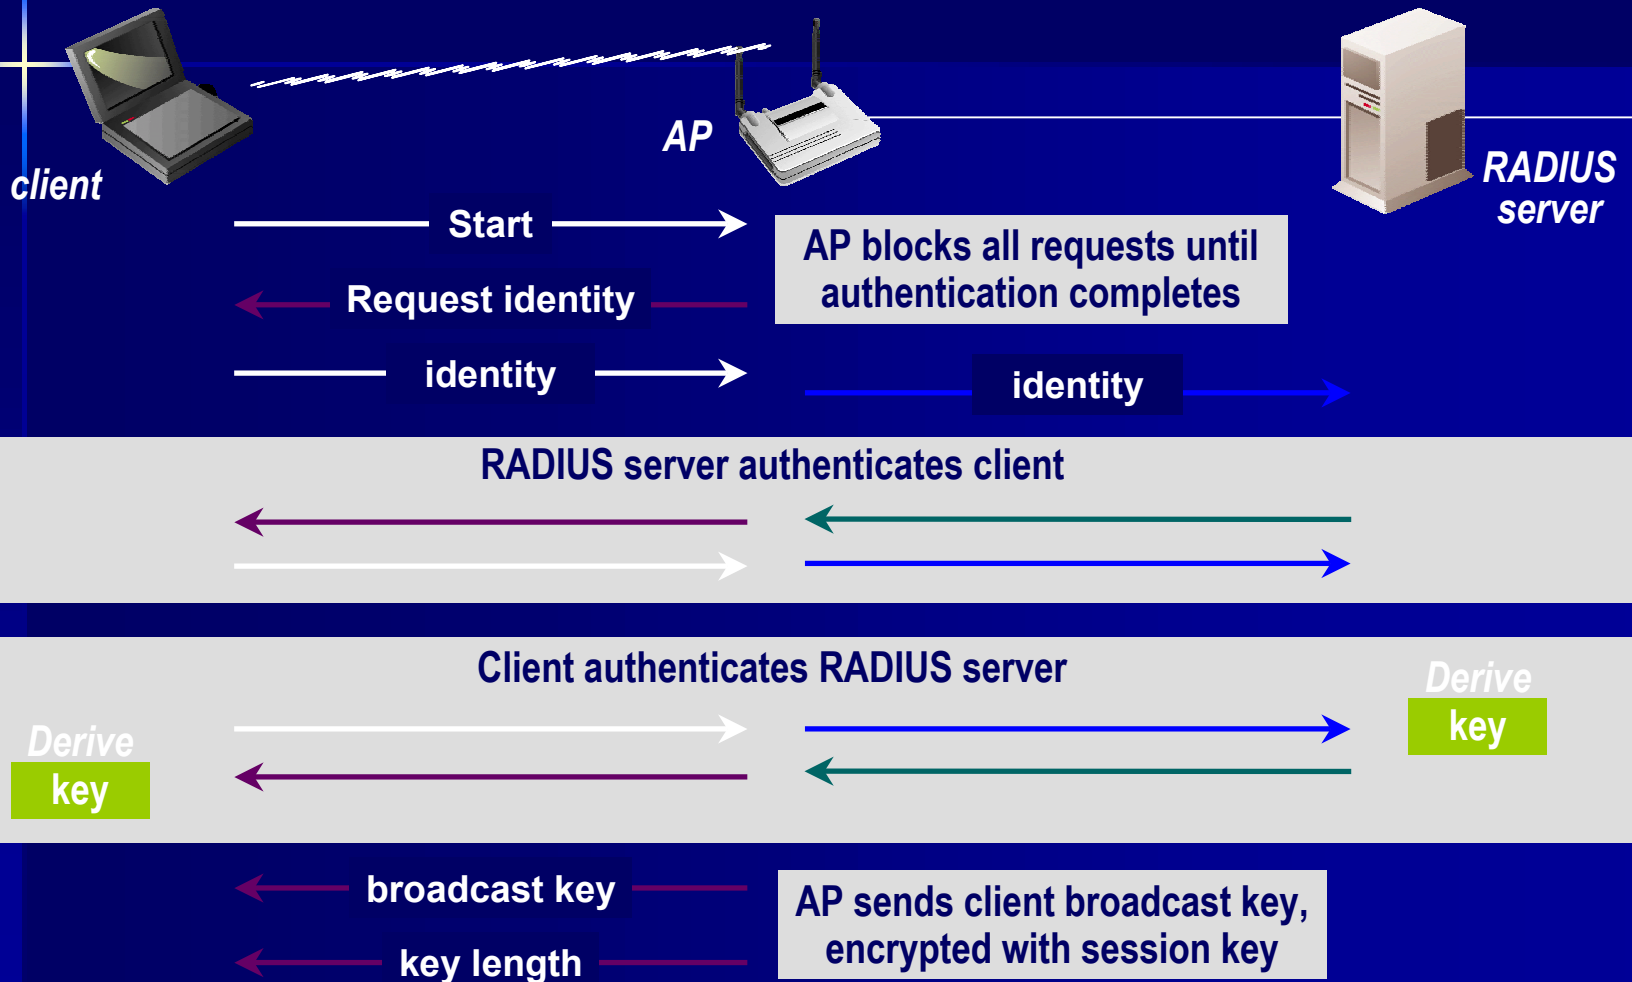 client
AP
RADIUS
server
Start
AP blocks all requests until
authentication completes
Request identity
identity
identity
RADIUS server authenticates client
Client authenticates RADIUS server
Derive
key
Derive
key
broadcast key
AP sends client broadcast key,
encrypted with session key
key length